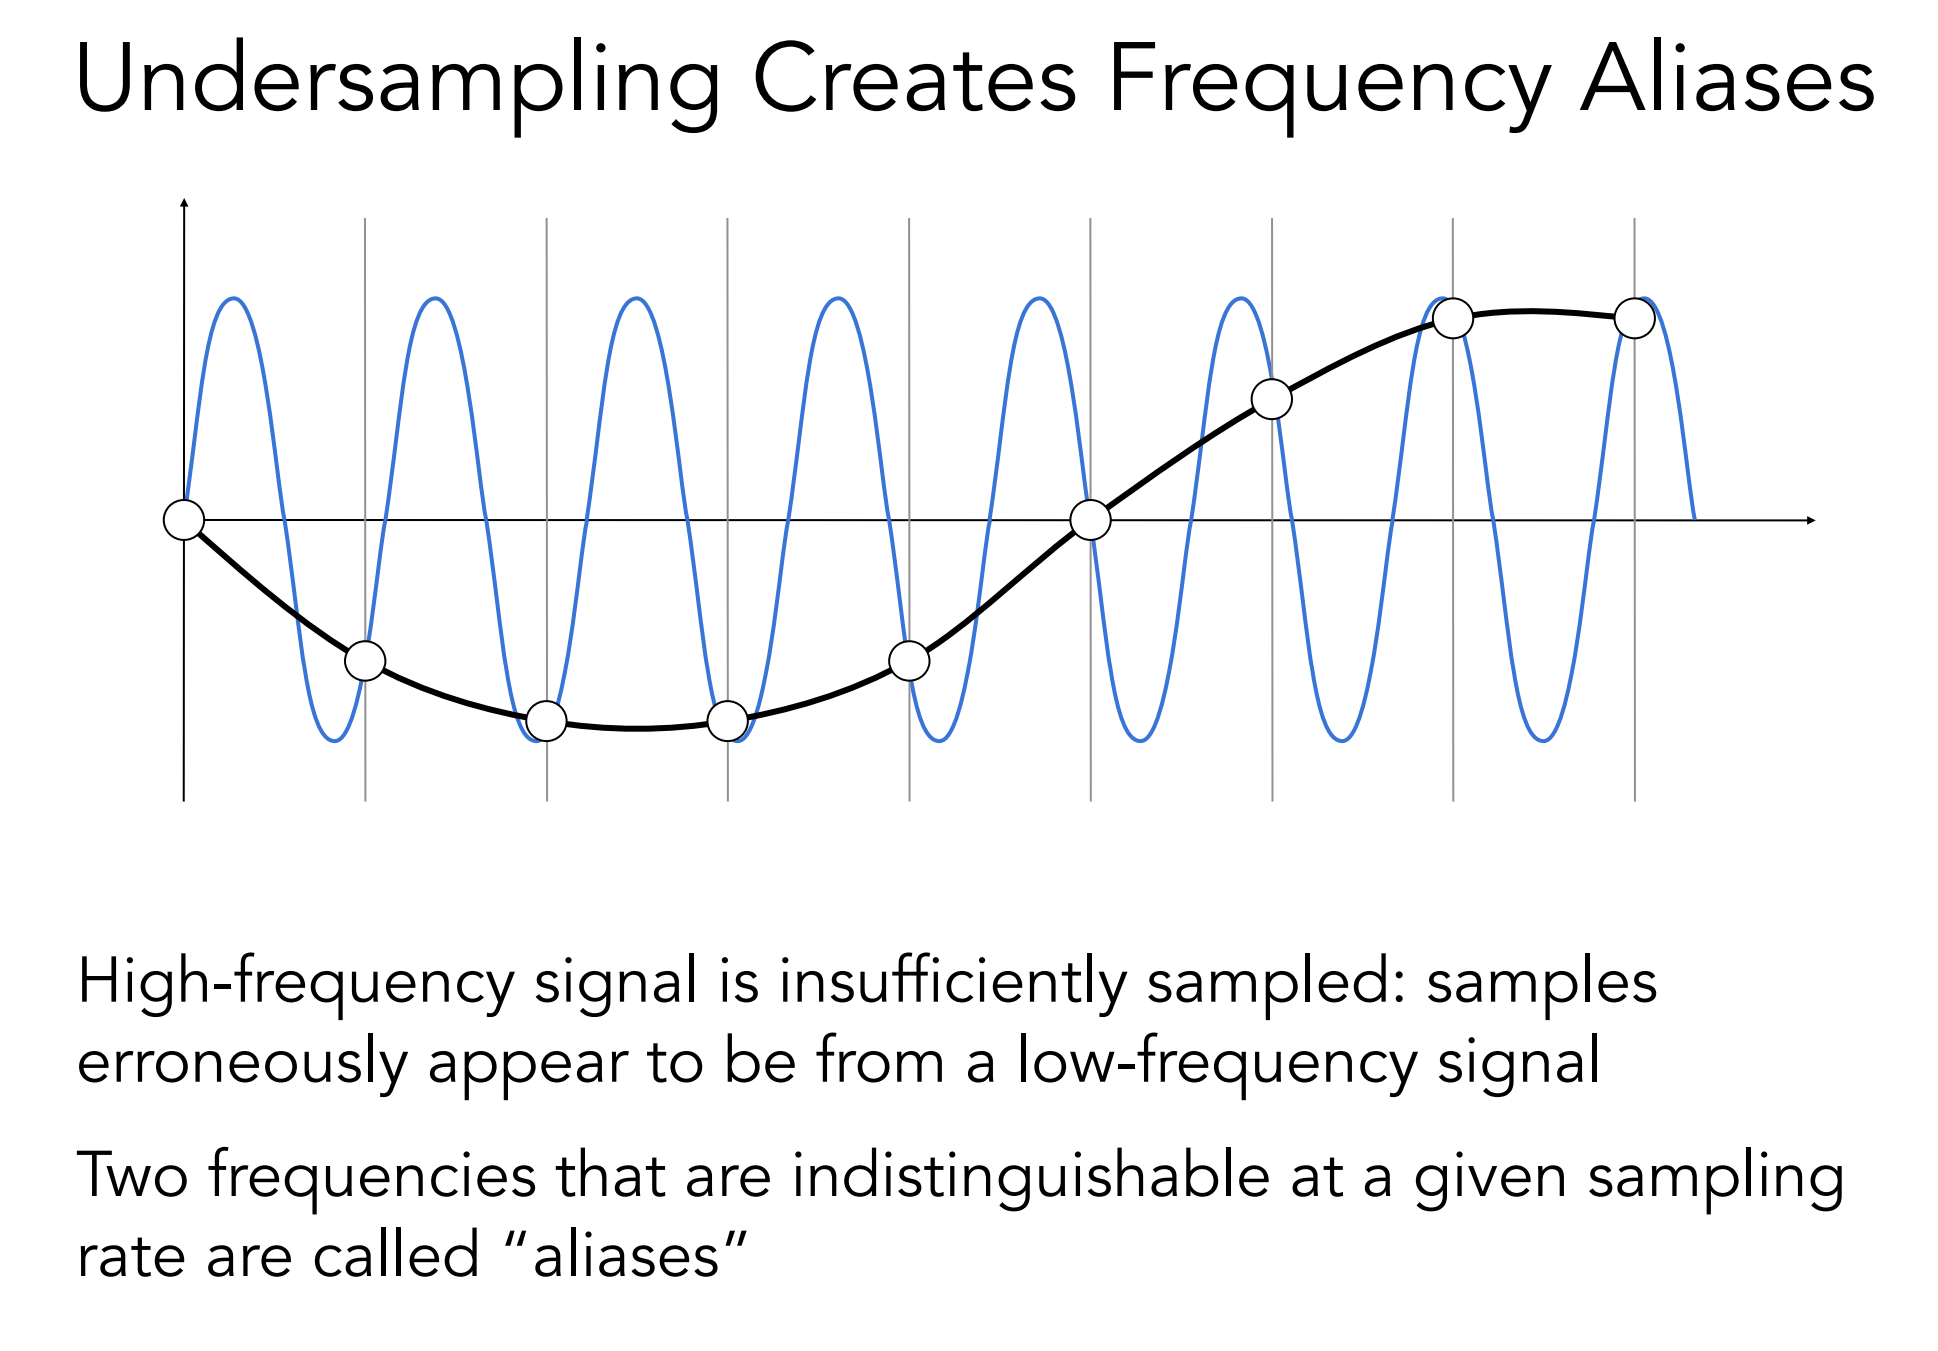 Undersampling Creates Frequency Aliases
High-frequency signal is insufficiently sampled: samples
erroneously appear to be from a low-frequency signal
Two frequencies that are indistinguishable at a given sampling
rate are called “aliases”